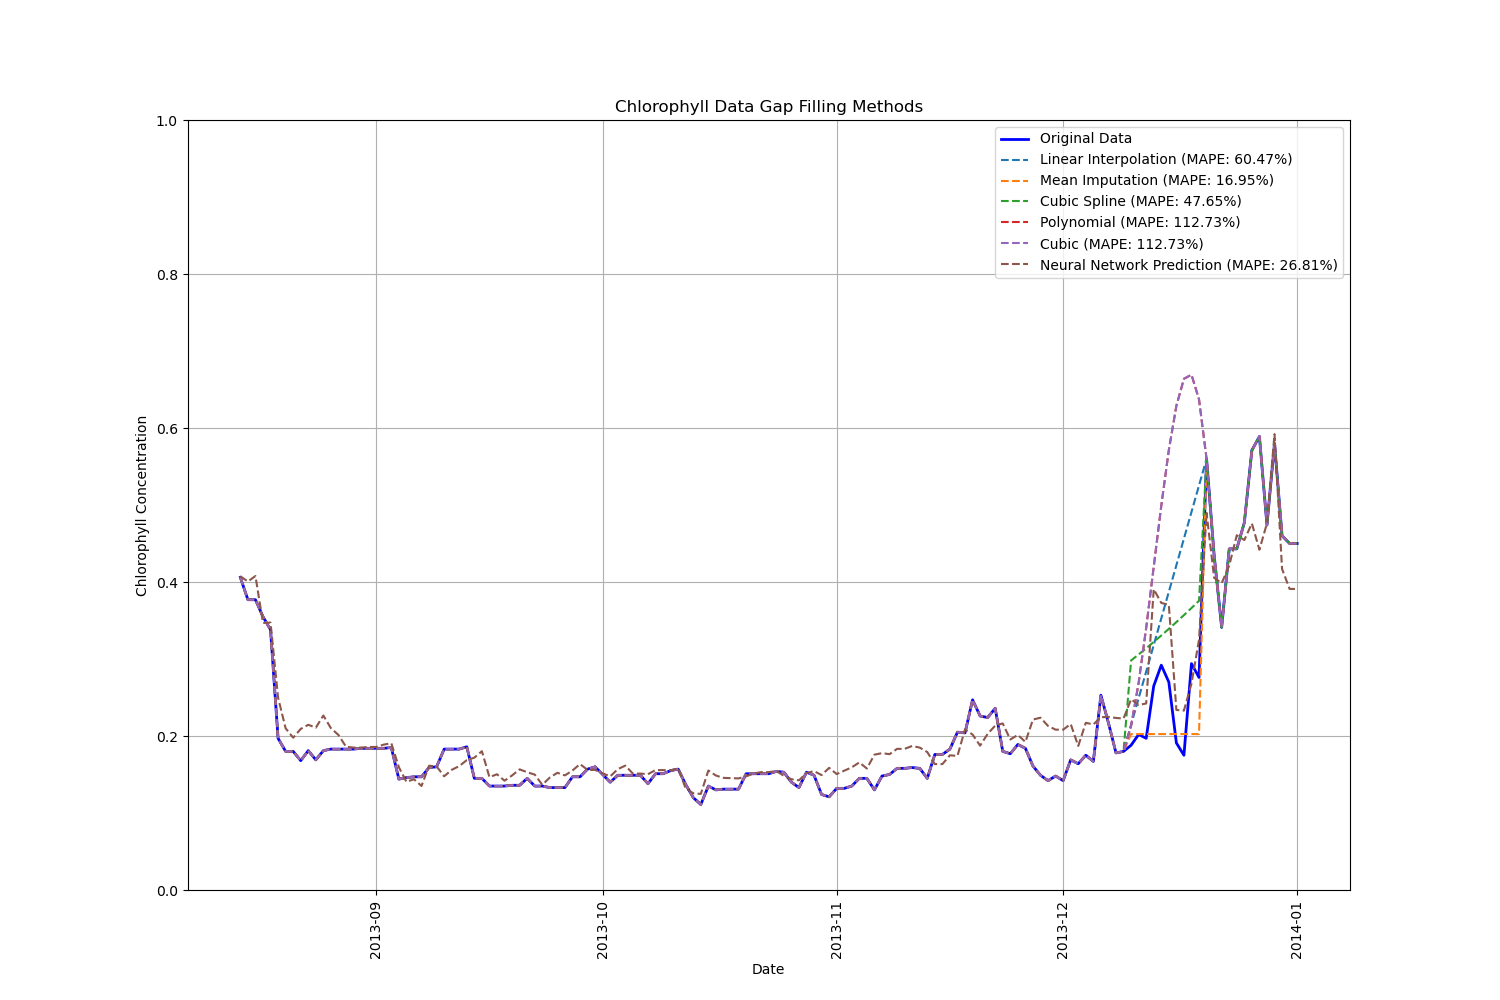 Chlorophyll Data Gap Filling Methods
1.0
0.8
0.6
0.4
0.2
0.0
Chlorophyll Concentration
Original Data
Linear Interpolation (MAPE: 60.47%)
Mean Imputation (MAPE: 16.95%)
Cubic Spline (MAPE: 47.65%)
Polynomial (MAPE: 112.73%)
Cubic (MAPE: 112.73%)
Neural Network Prediction (MAPE: 26.81%)
2013-09
2013-10
2013-11
2013-12
2014-01
Date